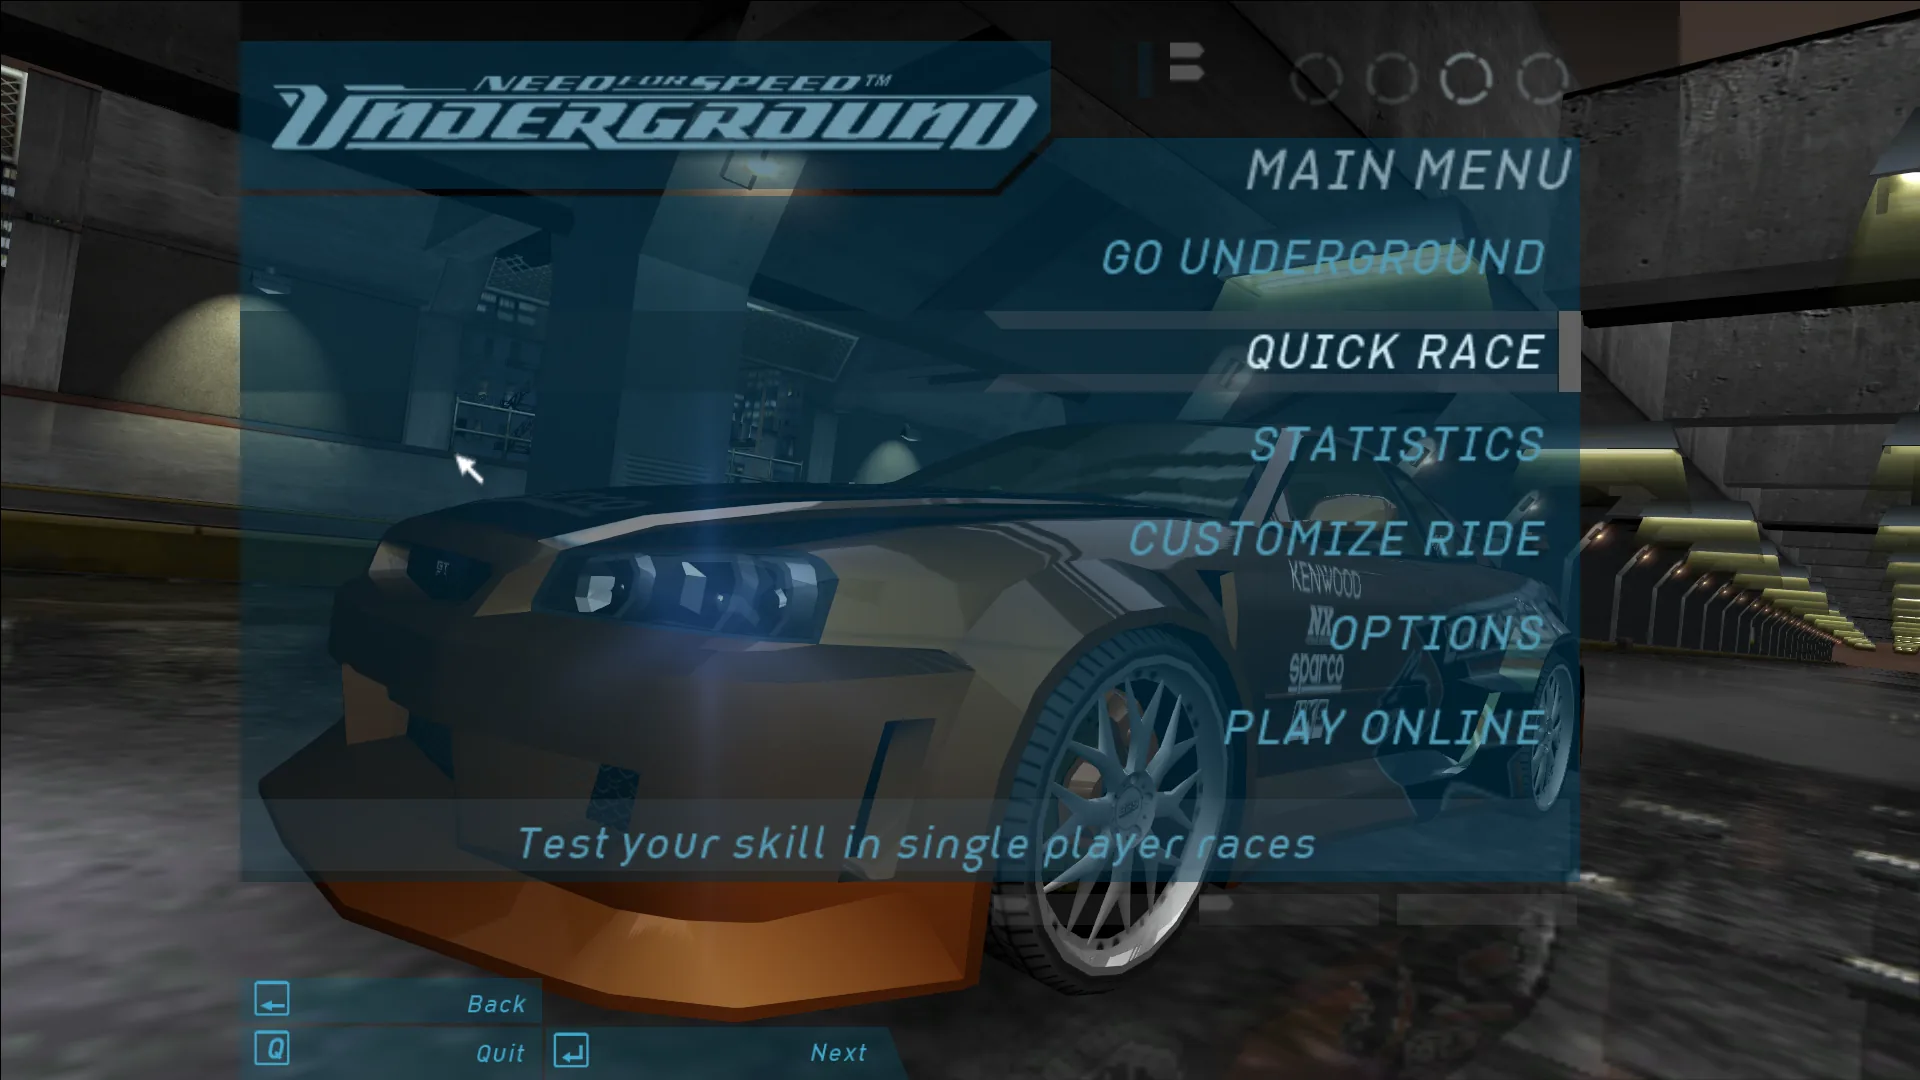 NEED FOR SPEED™
UNDERGROUND
MAIN MENU
GO UNDERGROUND
QUICK RACE
STATISTICS
CUSTOMIZE RIDE
KENWOOD
NX
OPTIONS
sparco
PLAY ONLINE
Test your skill in single player races
Back
Q Quit
Next